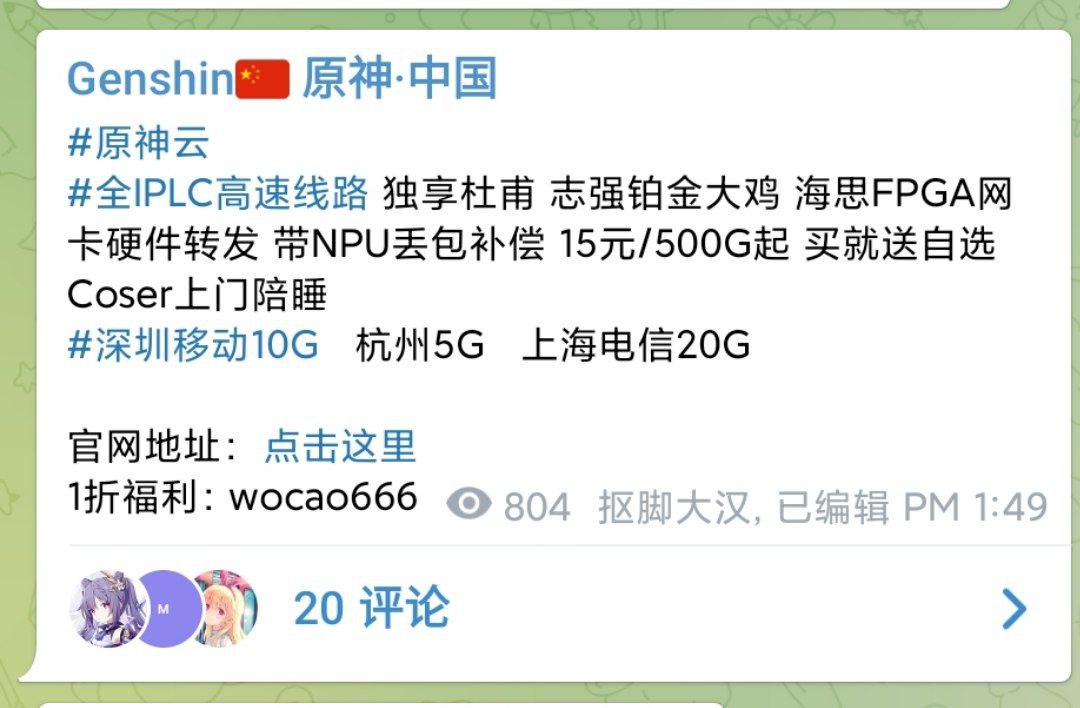 Genshin🇨🇳 原神·中国
#原神云
#全IPLC高速线路 独享杜甫 志强铂金大鸡 海思FPGA网
卡硬件转发 带NPU丢包补偿 15元/500G起 买就送自选
Coser上门陪睡
#深圳移动10G 杭州5G 上海电信20G
官网地址：点击这里
1折福利：wocao666
804 抠脚大汉, 已编辑 PM 1:49
M
20 评论